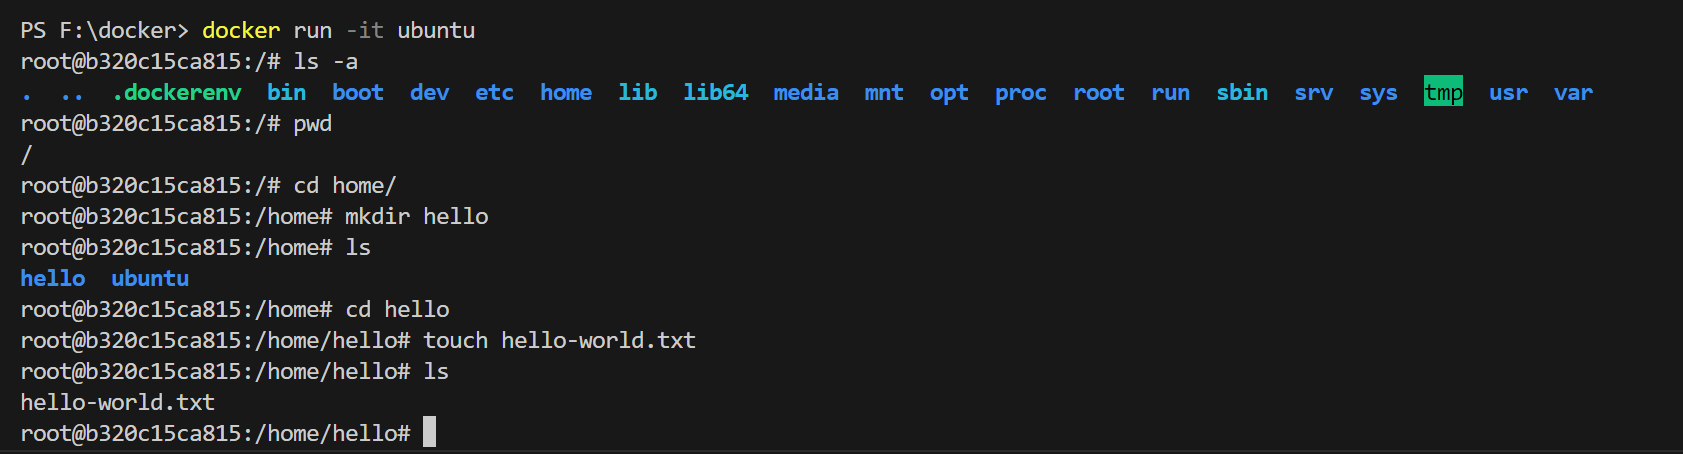 PS F:\docker> docker run -it ubuntu
root@b320c15ca815:/# ls -a
.  ..  .dockerenv  bin  boot  dev  etc  home  lib  lib64  media  mnt  opt  proc  root  run  sbin  srv  sys  tmp  usr  var
root@b320c15ca815:/# pwd
/
root@b320c15ca815:/# cd home/
root@b320c15ca815:/home# mkdir hello
root@b320c15ca815:/home# ls
hello  ubuntu
root@b320c15ca815:/home# cd hello
root@b320c15ca815:/home/hello# touch hello-world.txt
root@b320c15ca815:/home/hello# ls
hello-world.txt
root@b320c15ca815:/home/hello#